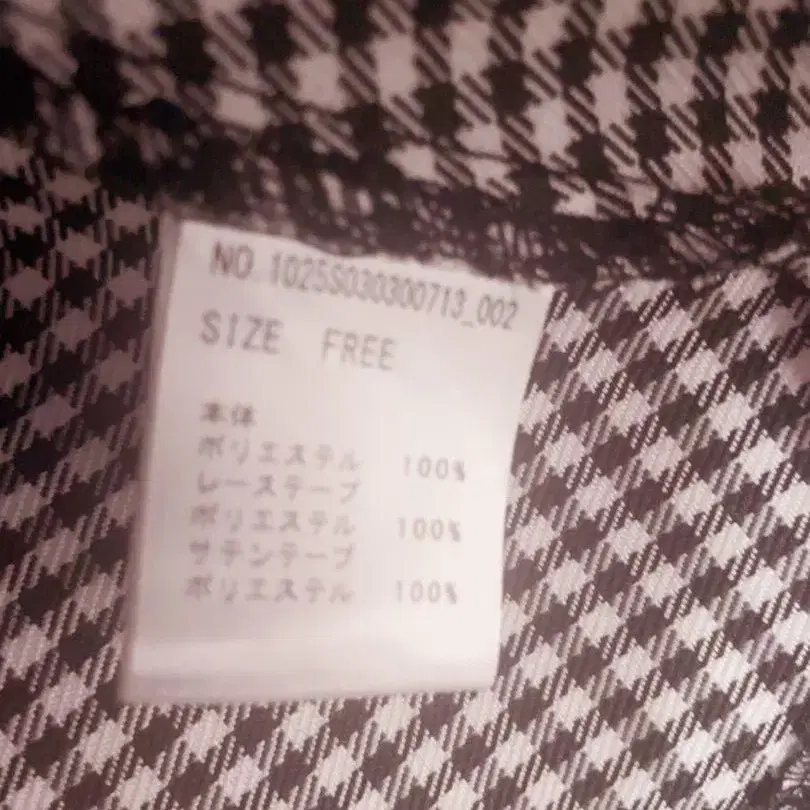 NO 1025S030300713_002
SIZE FREE
本体
ポリエステル 100%
レーステープ
ポリエステル 100%
サテンテープ
ポリエステル 100%